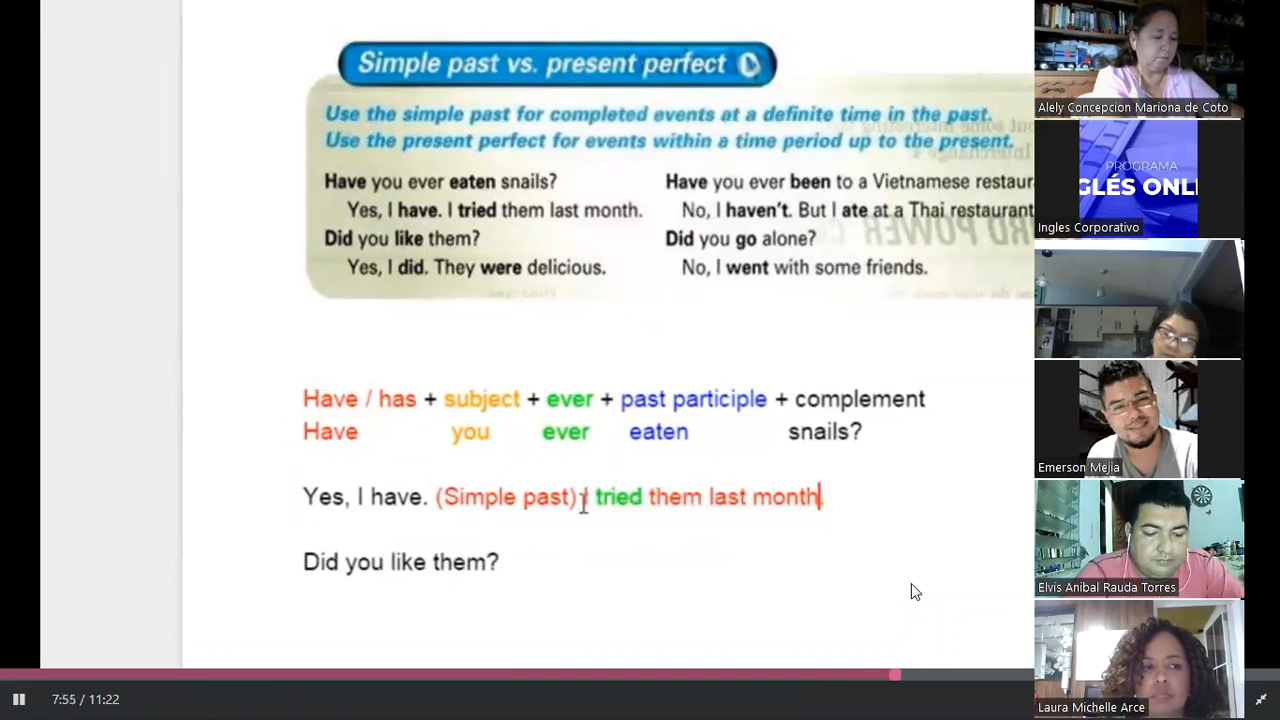 Simple past vs. present perfect
Use the simple past for completed events at a definite time in the past.
Use the present perfect for events within a time period up to the present.
Have you ever eaten snails?
Yes, I have. I tried them last month.
Did you like them?
Yes, I did. They were delicious.
Have you ever been to a Vietnamese restaur
No, I haven't. But I ate at a Thai restaurant
Did you go alone?
No, I went with some friends.
Have / has + subject + ever + past participle + complement
Have you ever eaten snails?
Yes, I have. (Simple past) I tried them last month.
Did you like them?
7:55 / 11:22
Alely Concepcion Mariona de Coto
PROGRAMA
GLÉS ONLI
Ingles Corporativo
Emerson Mejia
Elvis Anibal Rauda Torres
Laura Michelle Arce